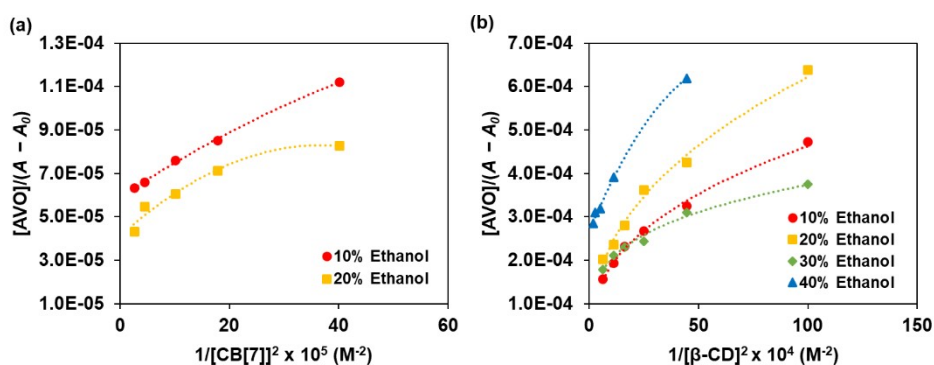 (a)
[AVO]/(A − A0)
1.3E-04
1.1E-04
9.0E-05
7.0E-05
5.0E-05
3.0E-05
1.0E-05
0 20 40 60
10% Ethanol
20% Ethanol
1/[CB[7]]² x 10⁵ (M⁻²)
(b)
[AVO]/(A − A0)
7.0E-04
6.0E-04
5.0E-04
4.0E-04
3.0E-04
2.0E-04
1.0E-04
0 50 100 150
10% Ethanol
20% Ethanol
30% Ethanol
40% Ethanol
1/[β-CD]² x 10⁴ (M⁻²)